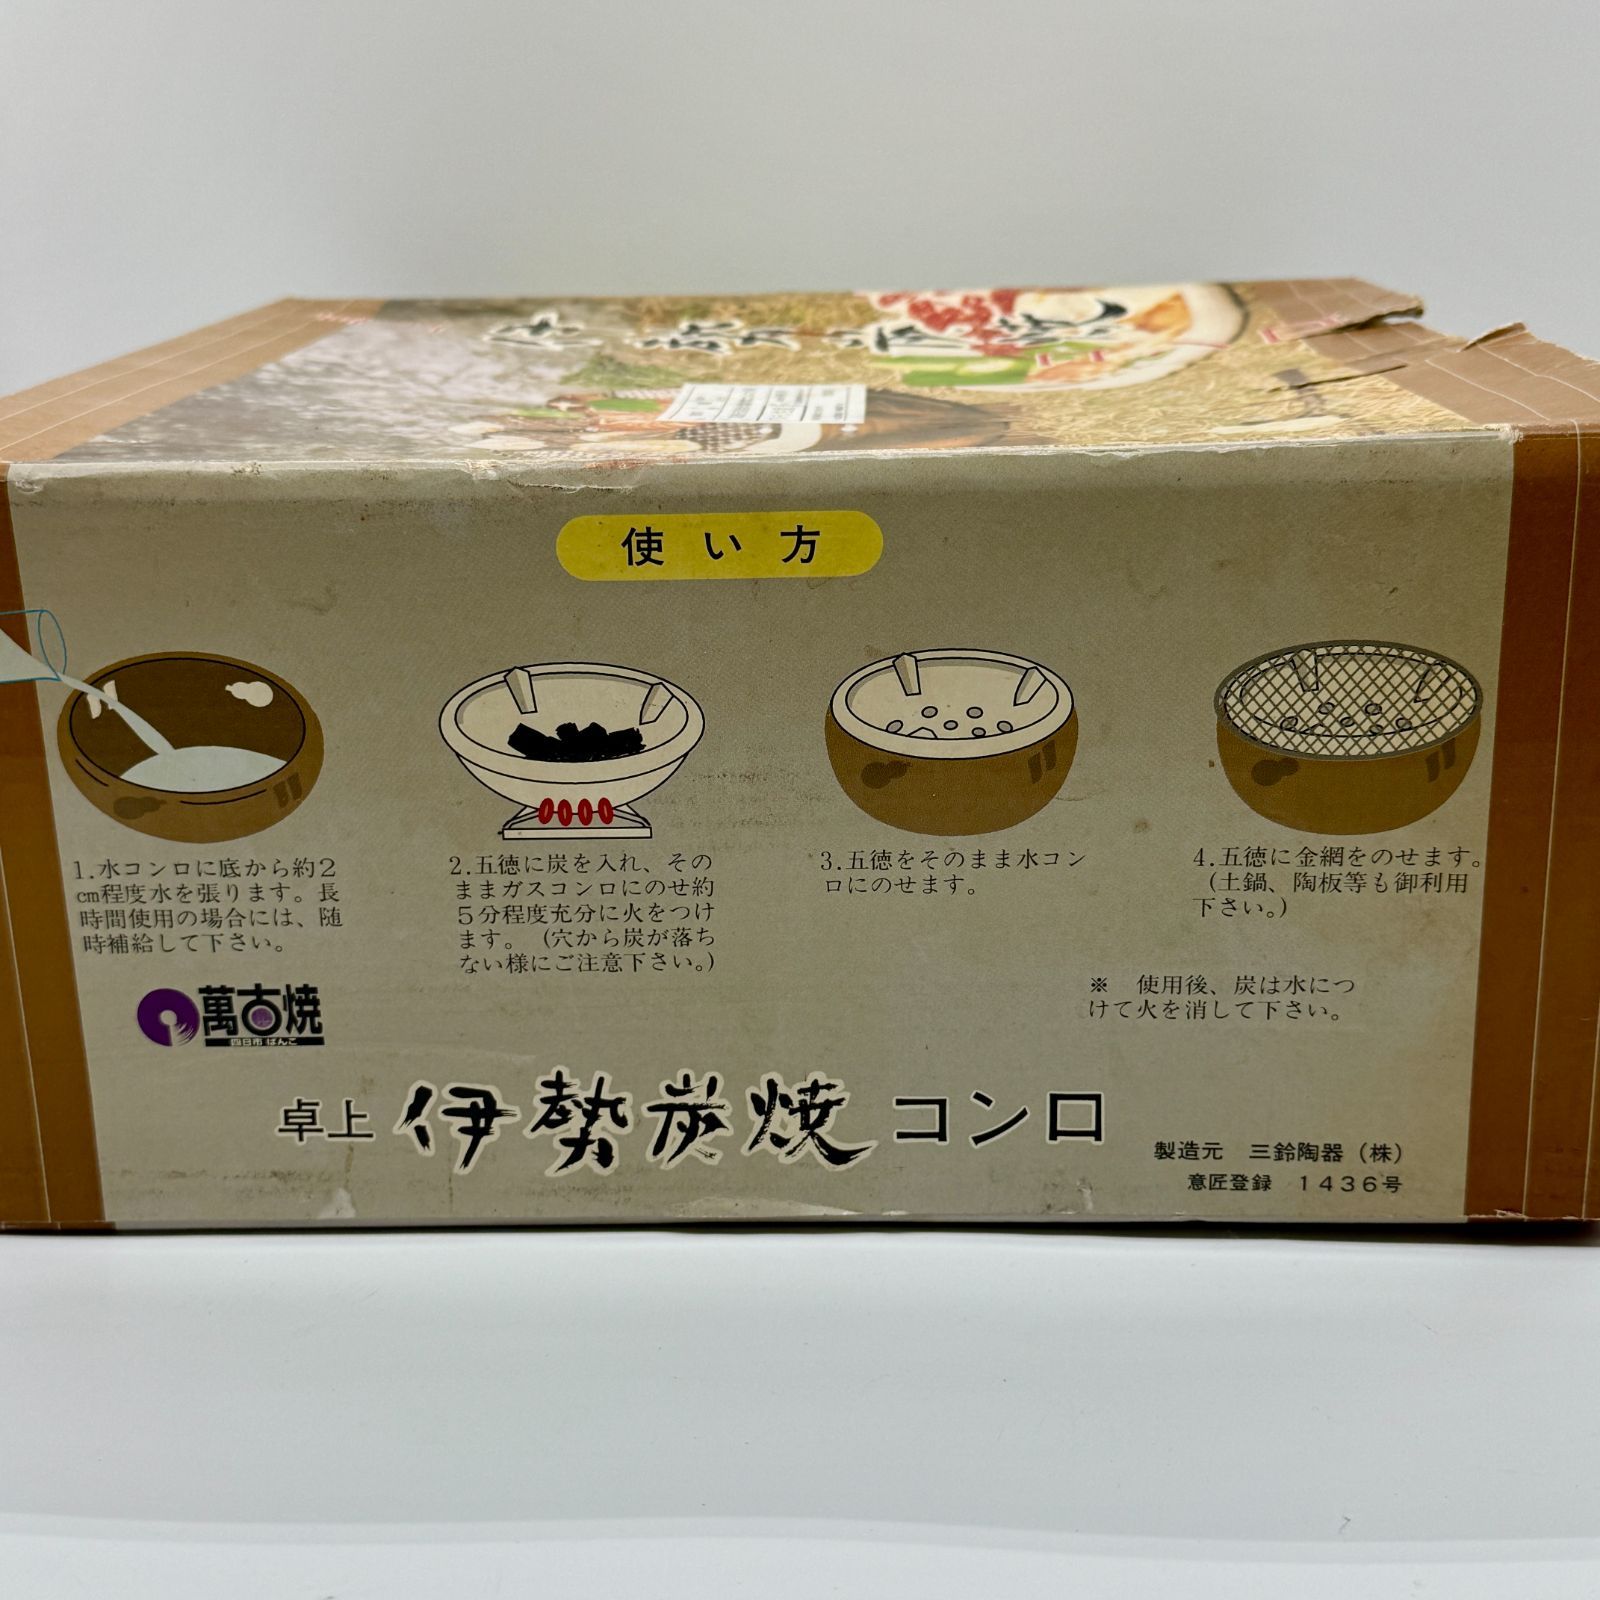 使い方
1.水コンロに底から約2
cm程度水を張ります。長
時間使用の場合には、随
時補給して下さい。
2.五徳に炭を入れ、その
ままガスコンロにのせ約
5分程度充分に火をつけ
ます。(穴から炭が落ち
ない様にご注意下さい。)
3.五徳をそのまま水コン
ロにのせます。
4.五徳に金網をのせます。
(土鍋、陶板等も御利用
下さい。)
※ 使用後、炭は水につ
けて火を消して下さい。
萬古焼
四日市 ばんこ
卓上 伊勢炭焼コンロ
製造元 三鈴陶器(株)
意匠登録 1436号